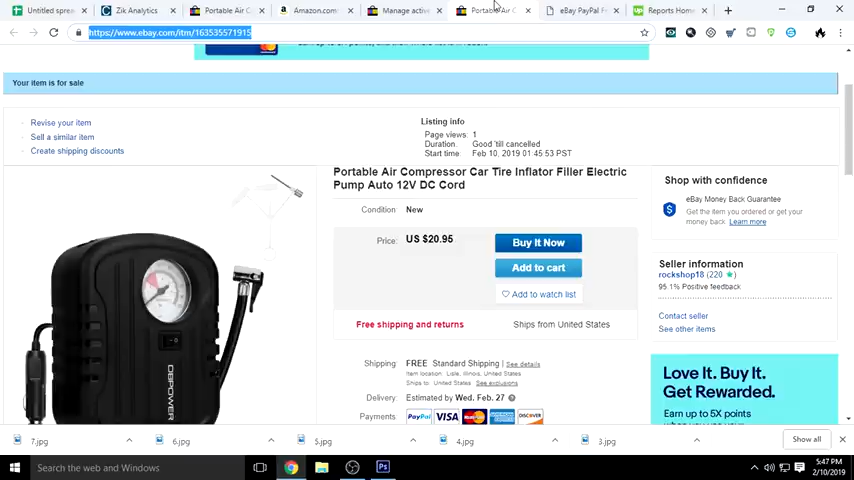 Untitled spre
Zik Analytics
Portable Air C
Amazon.com
Manage active
Portable Air C
eBay PayPal F
Reports Home
https://www.ebay.com/itm/163535571915
Your item is for sale
Revise your item
Sell a similar item
Create shipping discounts
Listing info
Page views: 1
Duration. Good 'till cancelled
Start time Feb 10, 2019 01:45:53 PST
Portable Air Compressor Car Tire Inflator Filler Electric
Pump Auto 12V DC Cord
Condition: New
Price: US $20.95
Buy It Now
Add to cart
Add to watch list
Free shipping and returns
Ships from United States
Shipping: FREE Standard Shipping | See details
Item location: Lisle, Illinois, United States
Ships to: United States See exclusions
Delivery: Estimated by Wed. Feb. 27
Payments
PayPal VISA MasterCard DISCOVER
Shop with confidence
eBay Money Back Guarantee
Get the item you ordered or get your
money back Learn more
Seller information
rockshop18 (220)
95.1% Positive feedback
Contact seller
See other items
Love It. Buy It.
Get Rewarded.
Earn up to 5X points
DBPOWER
7.jpg
6.jpg
5.jpg
4.jpg
3.jpg
Show all
Search the web and Windows
5:47 PM
2/10/2019